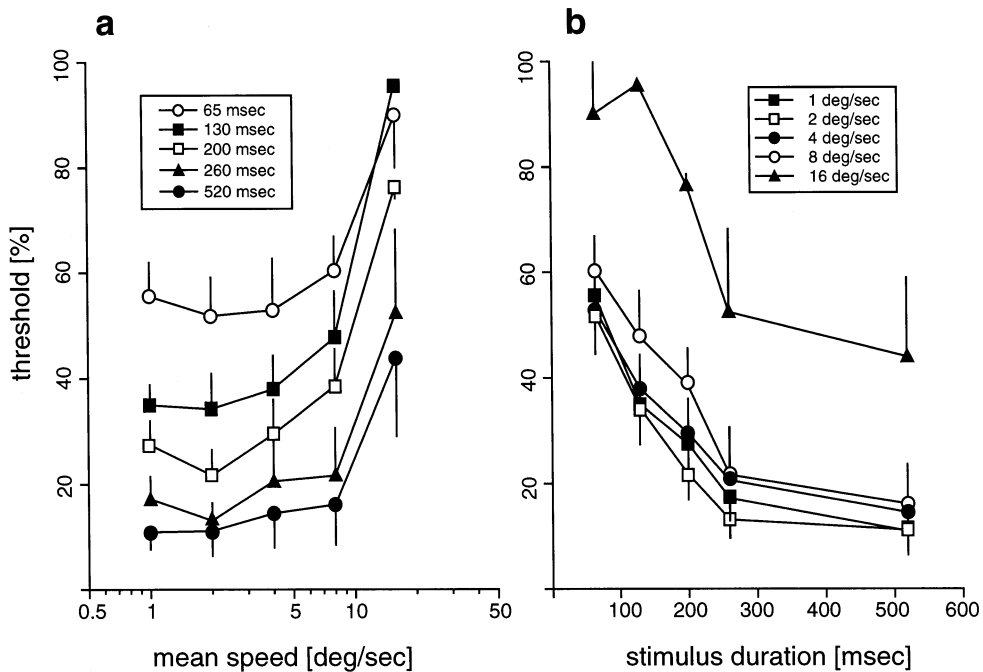 a
100
80
60
40
20
threshold [%]
65 msec
130 msec
200 msec
260 msec
520 msec
0.5
1
5
10
50
mean speed [deg/sec]
b
100
80
60
40
20
1 deg/sec
2 deg/sec
4 deg/sec
8 deg/sec
16 deg/sec
100
200
300
400
500
600
stimulus duration [msec]